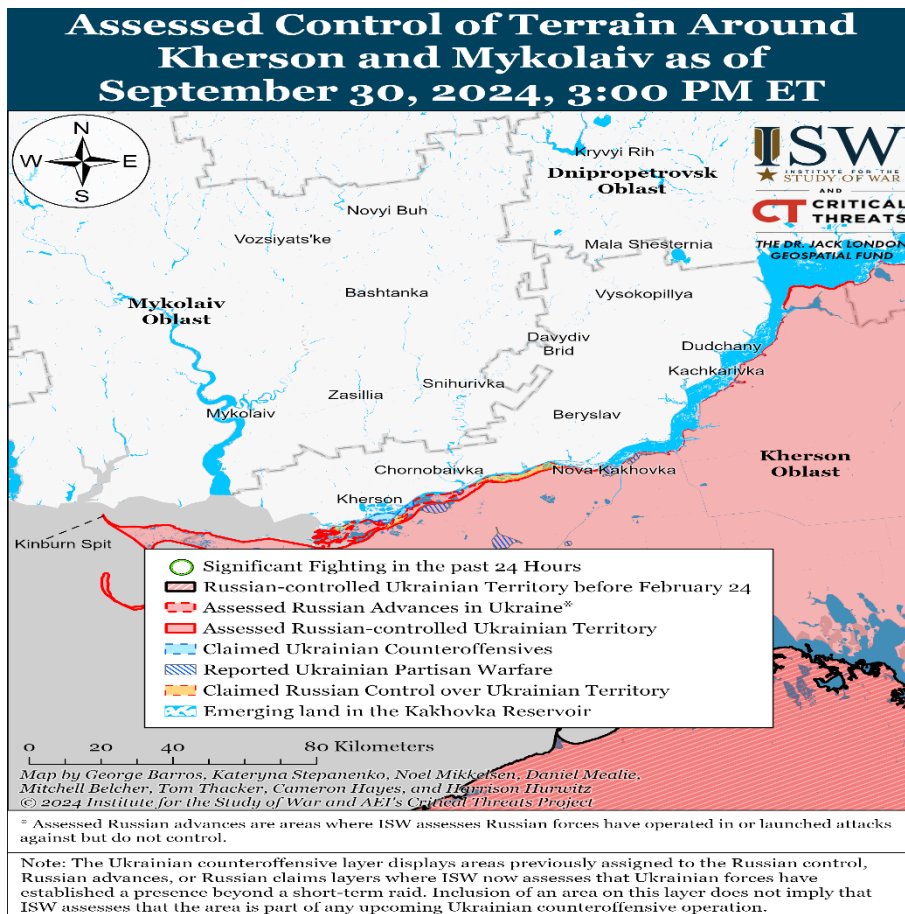 Assessed Control of Terrain Around
Kherson and Mykolaiv as of
September 30, 2024, 3:00 PM ET
N
W E
S
ISW
INSTITUTE FOR THE
STUDY OF WAR
AND
CT CRITICAL
THREATS
THE DR. JACK LONDON
GEOSPATIAL FUND
Kryvyi Rih
Dnipropetrovsk
Oblast
Novyi Buh
Vozsiyats'ke
Mala Shesternia
Bashtanka
Vysokopillya
Mykolaiv
Oblast
Davydiv
Brid
Dudchany
Kachkarivka
Snihurivka
Zasillia
Mykolaiv
Beryslav
Kherson
Oblast
Chornobaivka
Nova Kakhovka
Kherson
Kinburn Spit
Significant Fighting in the past 24 Hours
Russian-controlled Ukrainian Territory before February 24
Assessed Russian Advances in Ukraine*
Assessed Russian-controlled Ukrainian Territory
Claimed Ukrainian Counteroffensives
Reported Ukrainian Partisan Warfare
Claimed Russian Control over Ukrainian Territory
Emerging land in the Kakhovka Reservoir
0 20 40 80 Kilometers
Map by George Barros, Kateryna Stepanenko, Noel Mikkelsen, Daniel Mealie,
Mitchell Belcher, Tom Thacker, Cameron Hayes, and Harrison Hurwitz
© 2024 Institute for the Study of War and AEI's Critical Threats Project
* Assessed Russian advances are areas where ISW assesses Russian forces have operated in or launched attacks
against but do not control.
Note: The Ukrainian counteroffensive layer displays areas previously assigned to the Russian control,
Russian advances, or Russian claims layers where ISW now assesses that Ukrainian forces have
established a presence beyond a short-term raid. Inclusion of an area on this layer does not imply that
ISW assesses that the area is part of any upcoming Ukrainian counteroffensive operation.